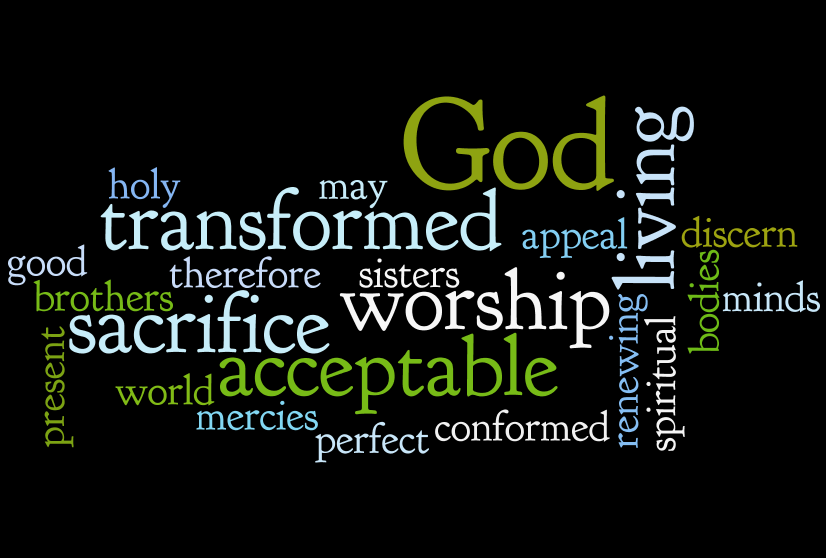 God
living
holy
may
transformed
appeal
discern
good
therefore
sisters
brothers
sacrifice
worship
renewing
bodies
minds
present
world
acceptable
spiritual
mercies
perfect
conformed